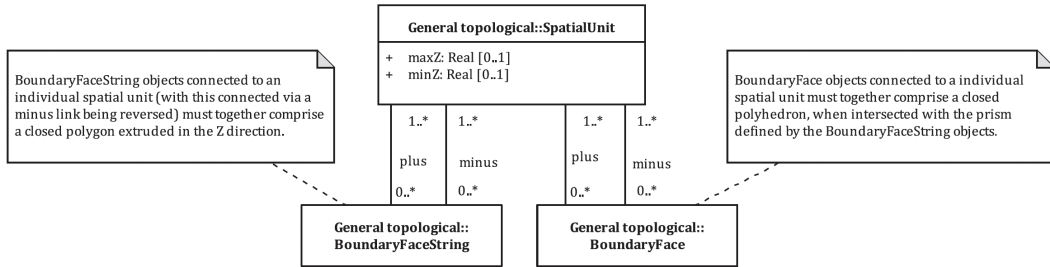 General topological::SpatialUnit
+ maxZ: Real [0..1]
+ minZ: Real [0..1]
BoundaryFaceString objects connected to an
individual spatial unit (with this connected via a
minus link being reversed) must together comprise
a closed polygon extruded in the Z direction.
BoundaryFace objects connected to a individual
spatial unit must together comprise a closed
polyhedron, when intersected with the prism
defined by the BoundaryFaceString objects.
1..* 1..* 1..* 1..*
plus minus plus minus
0..* 0..* 0..* 0..*
General topological::
BoundaryFaceString
General topological::
BoundaryFace